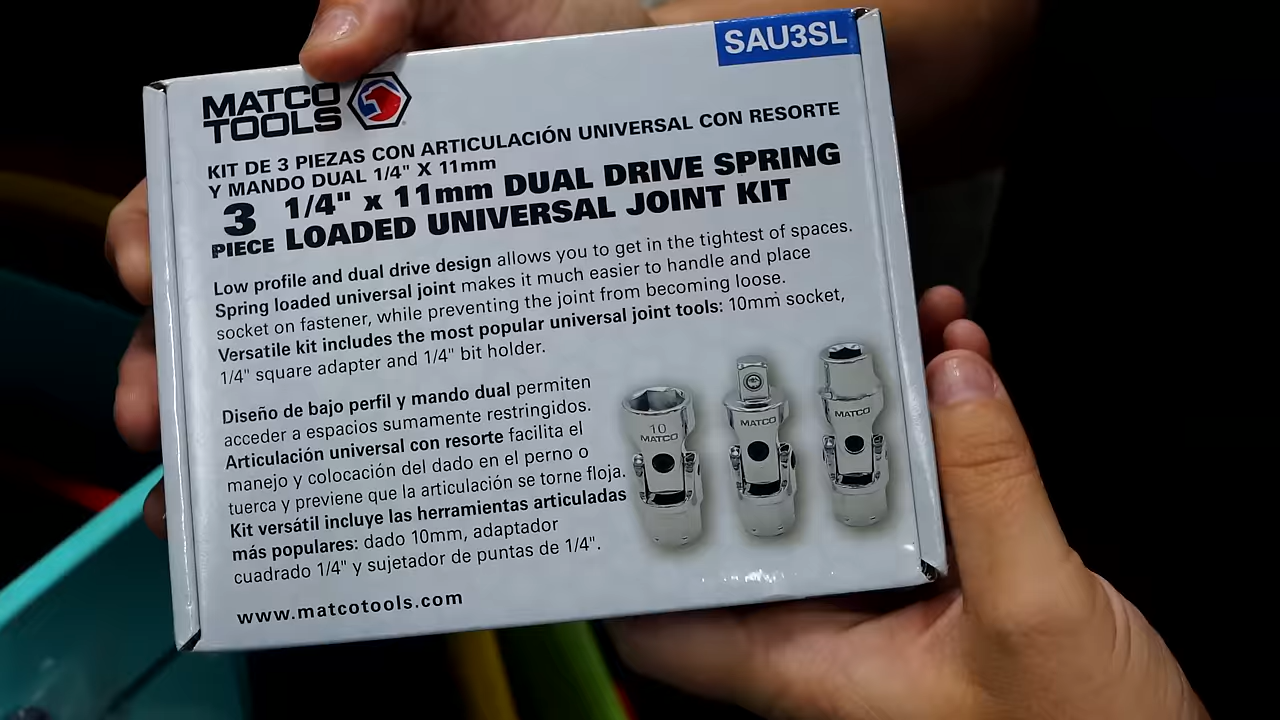 SAU3SL
MATCO
TOOLS
KIT DE 3 PIEZAS CON ARTICULACIÓN UNIVERSAL CON RESORTE
Y MANDO DUAL 1/4" X 11mm
3 PIECE
1/4" x 11mm DUAL DRIVE SPRING
LOADED UNIVERSAL JOINT KIT
Low profile and dual drive design allows you to get in the tightest of spaces.
Spring loaded universal joint makes it much easier to handle and place
socket on fastener, while preventing the joint from becoming loose.
Versatile kit includes the most popular universal joint tools: 10mm socket,
1/4" square adapter and 1/4" bit holder.
Diseño de bajo perfil y mando dual permiten
acceder a espacios sumamente restringidos.
Articulación universal con resorte facilita el
manejo y colocación del dado en el perno o
tuerca y previene que la articulación se torne floja.
Kit versátil incluye las herramientas articuladas
más populares: dado 10mm, adaptador
cuadrado 1/4" y sujetador de puntas de 1/4".
10
MATCO
MATCO
MATCO
www.matcotools.com